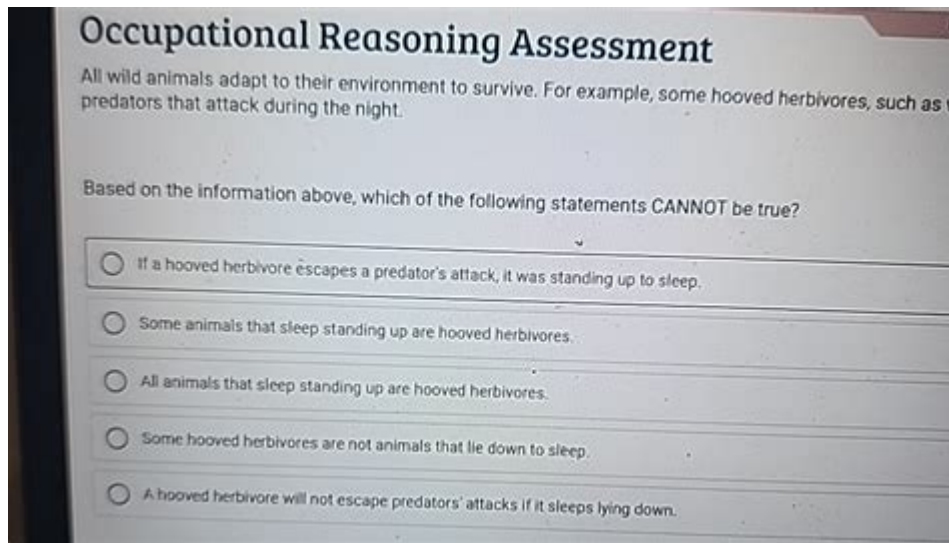 Occupational Reasoning Assessment
All wild animals adapt to their environment to survive. For example, some hooved herbivores, such as
predators that attack during the night.
Based on the information above, which of the following statements CANNOT be true?
If a hooved herbivore escapes a predator's attack, it was standing up to sleep.
Some animals that sleep standing up are hooved herbivores.
All animals that sleep standing up are hooved herbivores.
Some hooved herbivores are not animals that lie down to sleep.
A hooved herbivore will not escape predators' attacks if it sleeps lying down.